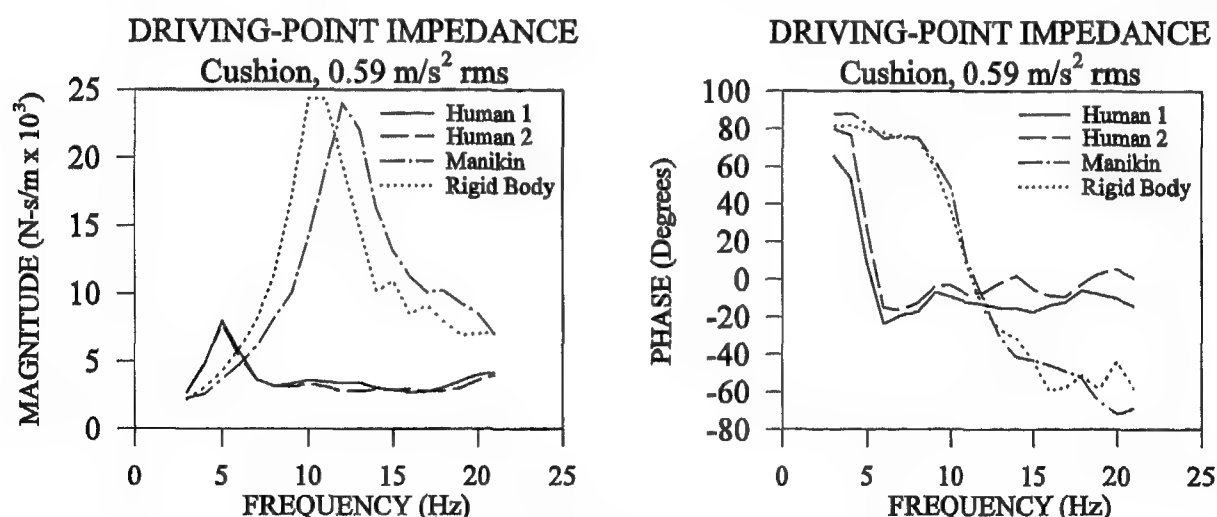 DRIVING-POINT IMPEDANCE
Cushion, 0.59 m/s² rms
MAGNITUDE (N-s/m x 10³)
25
20
15
10
5
0
Human 1
Human 2
Manikin
Rigid Body
0 5 10 15 20 25
FREQUENCY (Hz)
DRIVING-POINT IMPEDANCE
Cushion, 0.59 m/s² rms
PHASE (Degrees)
100
80
60
40
20
0
-20
-40
-60
-80
Human 1
Human 2
Manikin
Rigid Body
0 5 10 15 20 25
FREQUENCY (Hz)